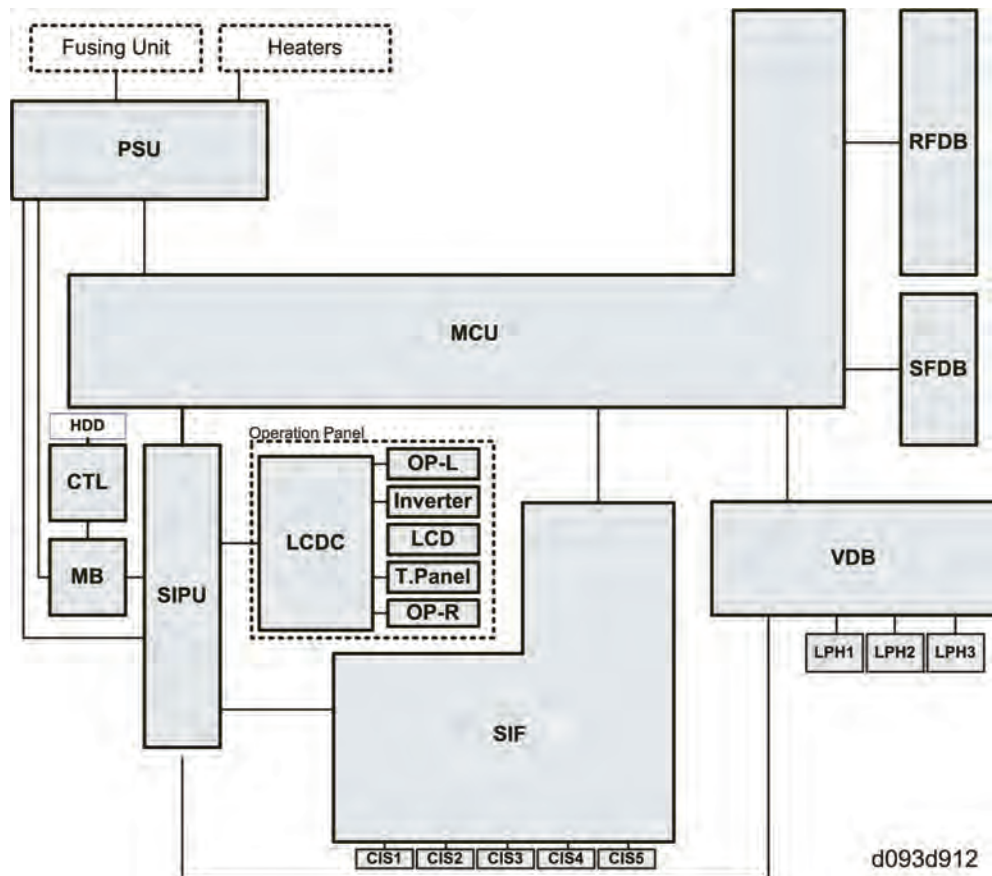 Fusing Unit
Heaters
PSU
RFDB
MCU
SFDB
HDD
Operation Panel
CTL
OP-L
Inverter
LCD
LCDC
T.Panel
OP-R
MB
SIPU
VDB
LPH1 LPH2 LPH3
SIF
CIS1 CIS2 CIS3 CIS4 CIS5
d093d912